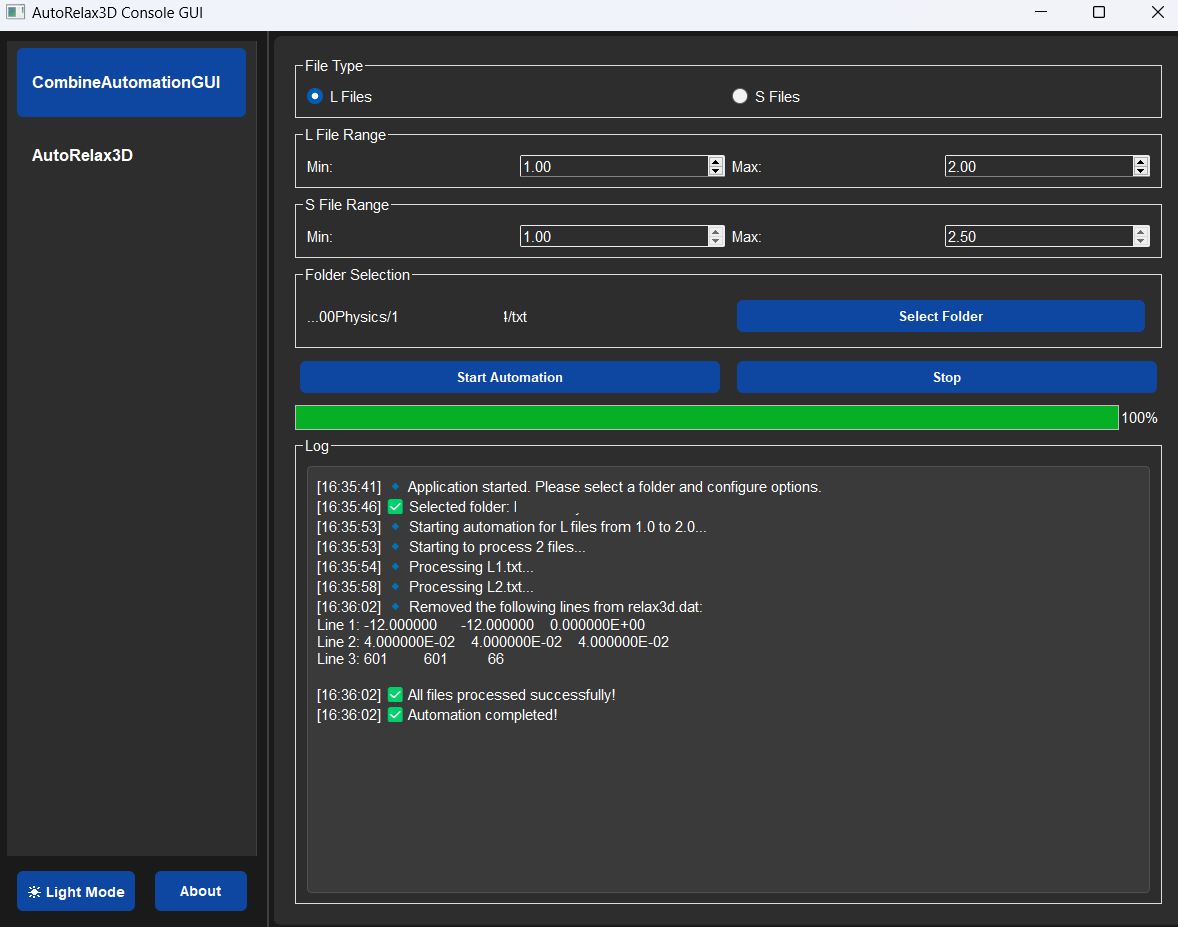 AutoRelax3D Console GUI
CombineAutomationGUI
AutoRelax3D
File Type
L Files
S Files
L File Range
Min: 1.00 Max: 2.00
S File Range
Min: 1.00 Max: 2.50
Folder Selection
...00Physics/1 /txt
Select Folder
Start Automation
Stop
100%
Log
[16:35:41] Application started. Please select a folder and configure options.
[16:35:46] ✅ Selected folder:
[16:35:53] Starting automation for L files from 1.0 to 2.0...
[16:35:53] Starting to process 2 files...
[16:35:54] Processing L1.txt...
[16:35:58] Processing L2.txt...
[16:36:02] Removed the following lines from relax3d.dat:
Line 1: -12.000000 -12.000000 0.000000E+00
Line 2: 4.000000E-02 4.000000E-02 4.000000E-02
Line 3: 601 601 66
[16:36:02] ✅ All files processed successfully!
[16:36:02] ✅ Automation completed!
Light Mode
About